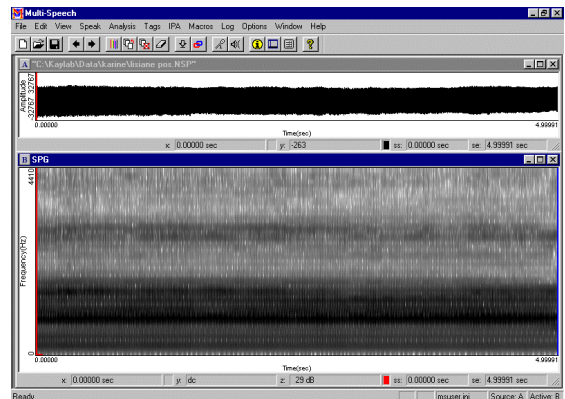 Multi-Speech
File Edit View Speak Analysis Tags IPA Macros Log Options Window Help
A "C:\Kaylab\Data\karine\lisiane pos.NSP"
Amplitude
-32767 32767
0.00000 4.99991
Time(sec)
x: 0.00000 sec y: -263 ss: 0.00000 sec se: 4.99991 sec
B SPG
4410
Frequency(Hz)
0
0.00000 4.99991
Time(sec)
x: 0.00000 sec y: dc z: 29 dB ss: 0.00000 sec se: 4.99991 sec
Ready msuser.ini Source: A Active: B